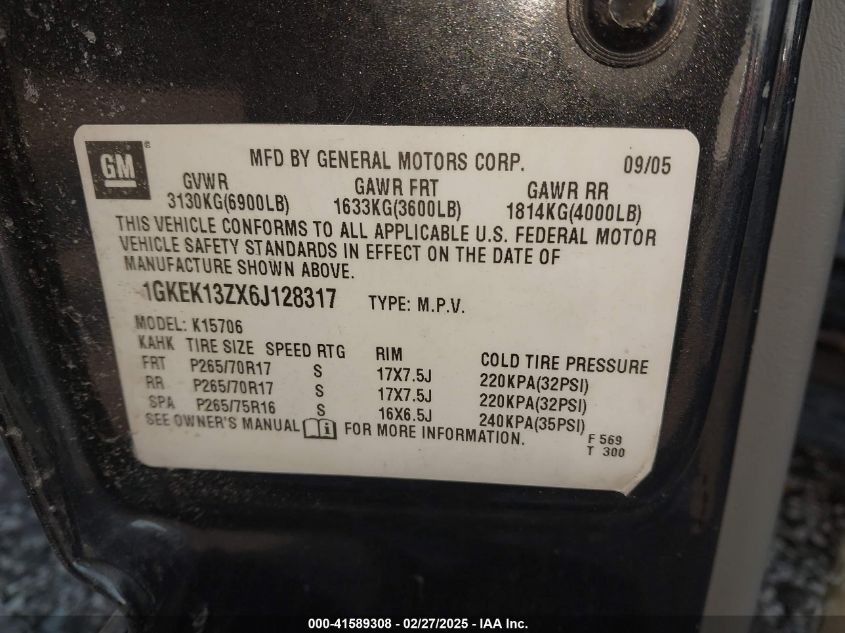 GM®
MFD BY GENERAL MOTORS CORP. 09/05
GVWR GAWR FRT GAWR RR
3130KG(6900LB) 1633KG(3600LB) 1814KG(4000LB)
THIS VEHICLE CONFORMS TO ALL APPLICABLE U.S. FEDERAL MOTOR
VEHICLE SAFETY STANDARDS IN EFFECT ON THE DATE OF
MANUFACTURE SHOWN ABOVE.
1GKEK13ZX6J128317 TYPE: M.P.V.
MODEL: K15706
KAHK TIRE SIZE SPEED RTG RIM COLD TIRE PRESSURE
FRT P265/70R17 S 17X7.5J 220KPA(32PSI)
RR P265/70R17 S 17X7.5J 220KPA(32PSI)
SPA P265/75R16 S 16X6.5J 240KPA(35PSI)
SEE OWNER'S MANUAL i FOR MORE INFORMATION.
F 569
T 300
000-41589308 - 02/27/2025 - IAA Inc.